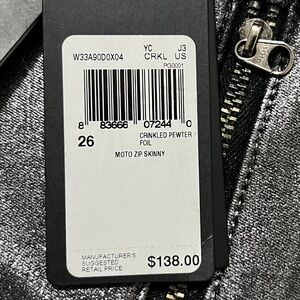 W33A90D0X04 YC J3
CRKL US
PG0001
8 83666 07244 0
26 CRINKLED PEWTER
FOIL
MOTO ZIP SKINNY
MANUFACTURER'S
SUGGESTED
RETAIL PRICE $138.00